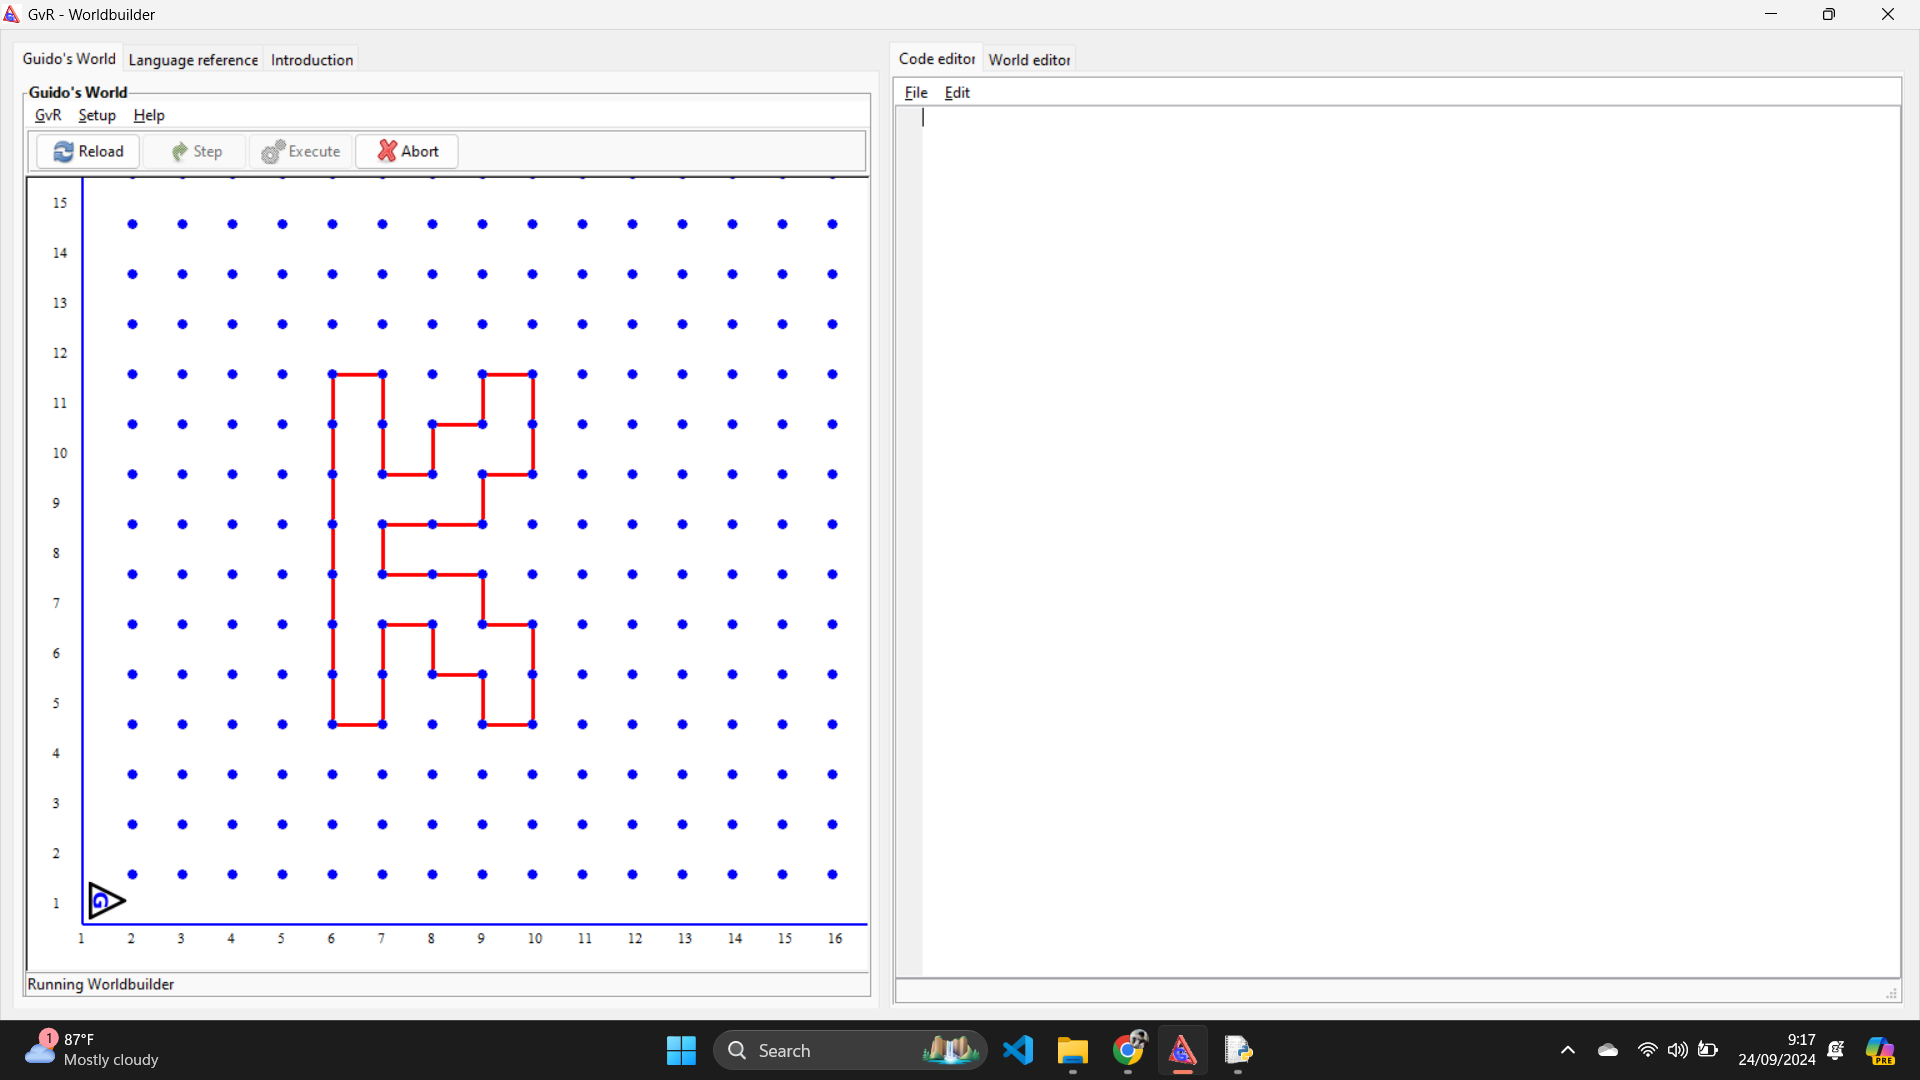 GvR - Worldbuilder
Guido's World Language reference Introduction
Code editor World editor
Guido's World
GvR Setup Help
File Edit
Reload Step Execute Abort
15
14
13
12
11
10
9
8
7
6
5
4
3
2
1
G
1 2 3 4 5 6 7 8 9 10 11 12 13 14 15 16
Running Worldbuilder
1
87°F
Mostly cloudy
Search
9:17
24/09/2024
PRE